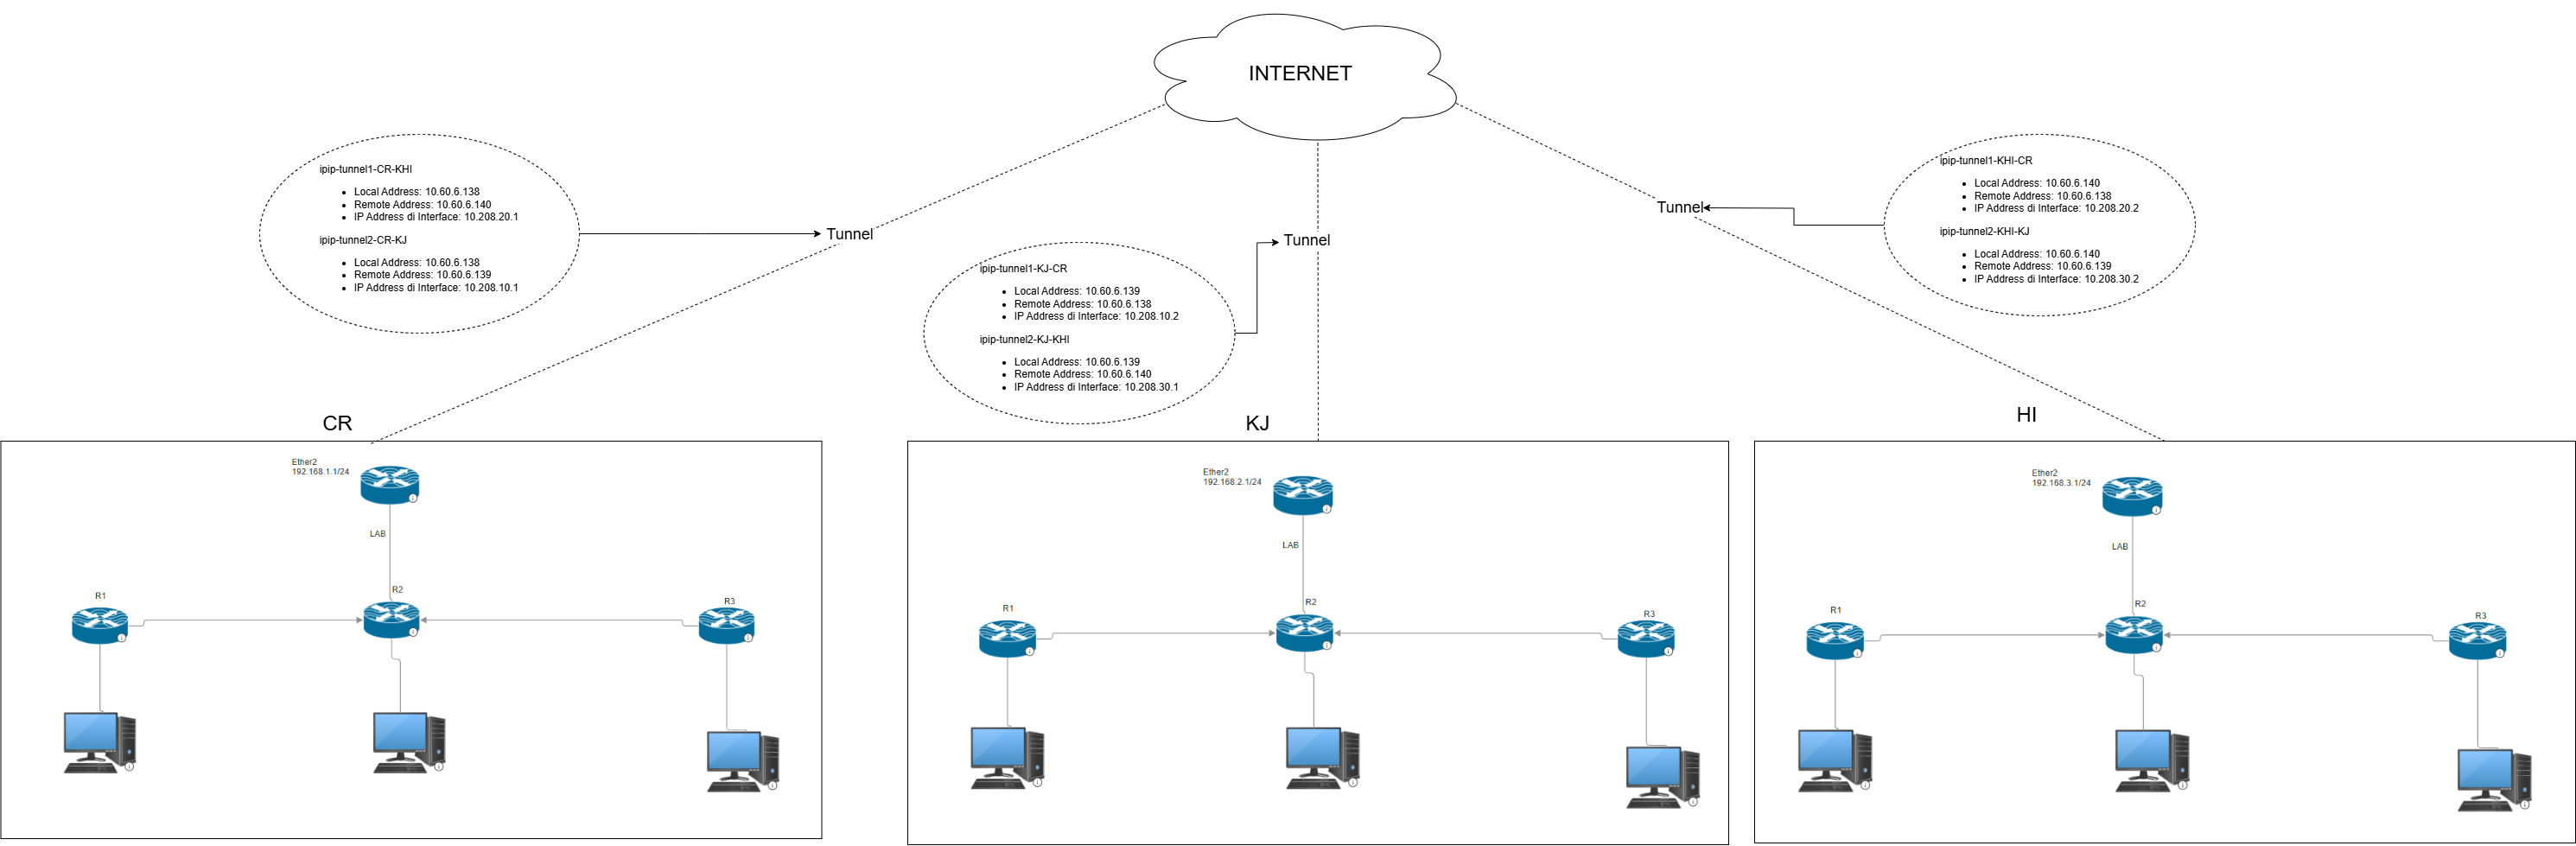 INTERNET
ipip-tunnel1-CR-KHI
Local Address: 10.60.6.138
Remote Address: 10.60.6.140
IP Address di Interface: 10.208.20.1
ipip-tunnel2-CR-KJ
Local Address: 10.60.6.138
Remote Address: 10.60.6.139
IP Address di Interface: 10.208.10.1
Tunnel
ipip-tunnel1-KJ-CR
Local Address: 10.60.6.139
Remote Address: 10.60.6.138
IP Address di Interface: 10.208.10.2
ipip-tunnel2-KJ-KHI
Local Address: 10.60.6.139
Remote Address: 10.60.6.140
IP Address di Interface: 10.208.30.1
Tunnel
Tunnel
ipip-tunnel1-KHI-CR
Local Address: 10.60.6.140
Remote Address: 10.60.6.138
IP Address di Interface: 10.208.20.2
ipip-tunnel2-KHI-KJ
Local Address: 10.60.6.140
Remote Address: 10.60.6.139
IP Address di Interface: 10.208.30.2
CR
Ether2
192.168.1.1/24
LAB
R1
R2
R3
KJ
Ether2
192.168.2.1/24
LAB
R1
R2
R3
HI
Ether2
192.168.3.1/24
LAB
R1
R2
R3